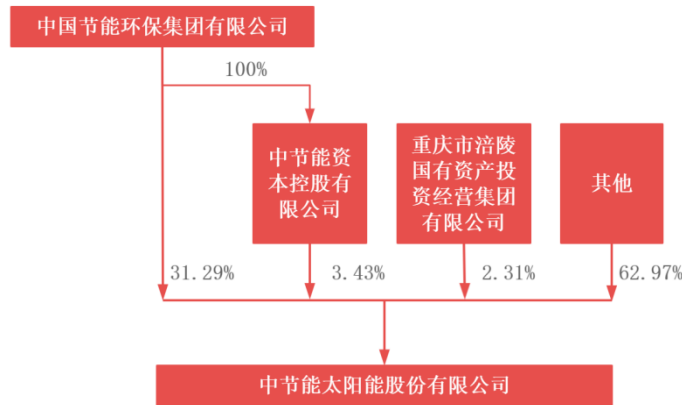 中国节能环保集团有限公司
100%
中节能资
本控股有
限公司
重庆市涪陵
国有资产投
资经营集团
有限公司
其他
31.29%
3.43%
2.31%
62.97%
中节能太阳能股份有限公司